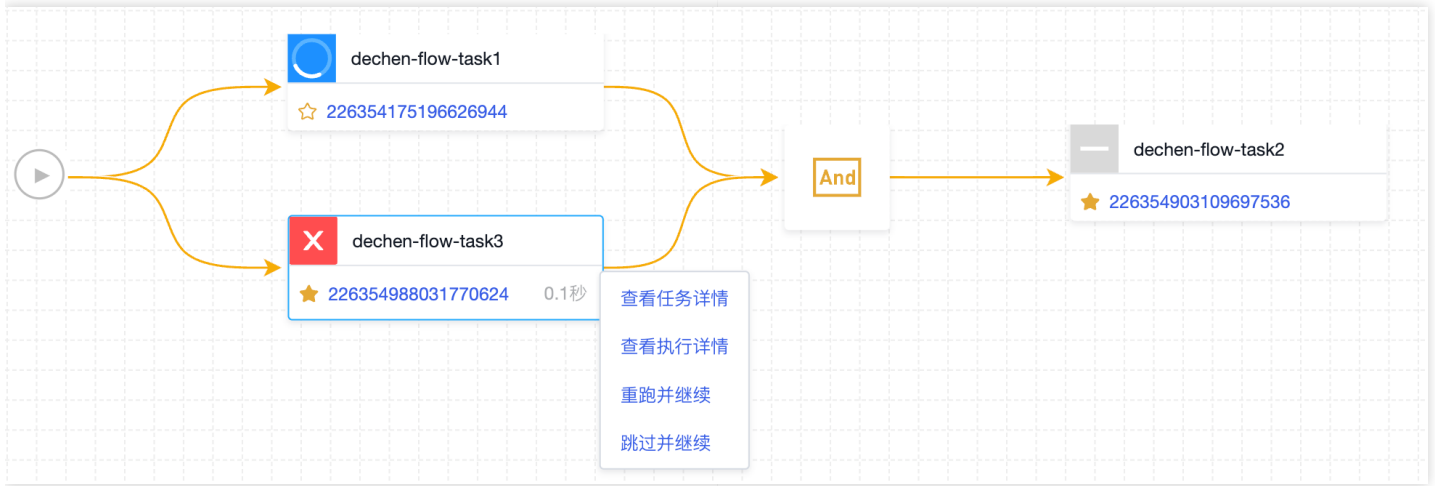 dechen-flow-task1
226354175196626944
And
dechen-flow-task2
226354903109697536
dechen-flow-task3
226354988031770624 0.1秒
查看任务详情
查看执行详情
重跑并继续
跳过并继续